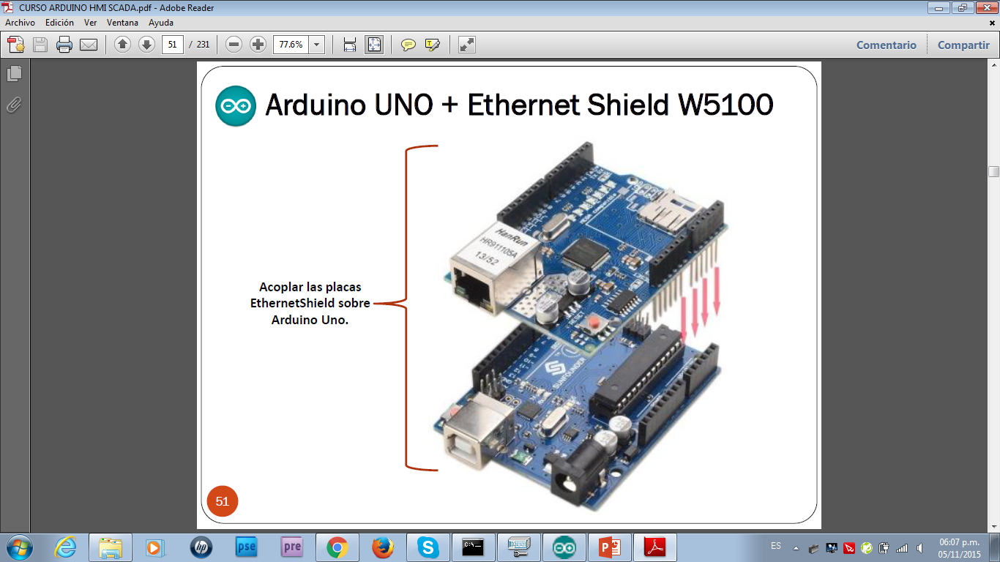 CURSO ARDUINO HMI SCADA.pdf - Adobe Reader
Archivo Edición Ver Ventana Ayuda
51 / 231 77.6% Comentario Compartir
Arduino UNO + Ethernet Shield W5100
Acoplar las placas
EthernetShield sobre
Arduino Uno.
HanRun
HR911105A
13/52
RESET
SUNFOUNDER
51
pse pre
ES
06:07 p.m.
05/11/2015